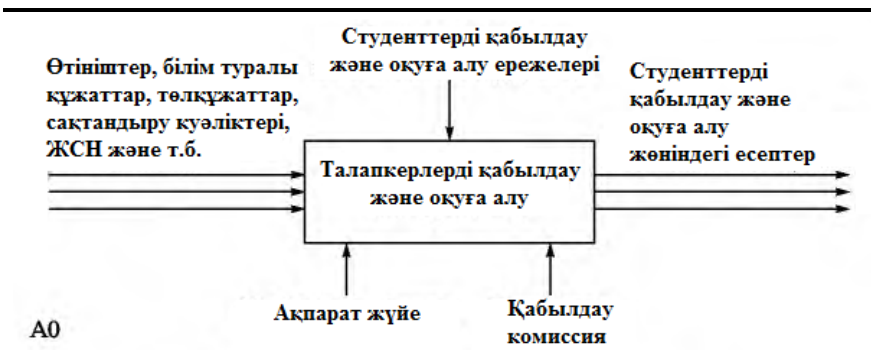 Студенттерді қабылдау
және оқуға алу ережелері
Өтініштер, білім туралы
құжаттар, төлқұжаттар,
сақтандыру куәліктері,
ЖСН және т.б.
Студенттерді
қабылдау және
оқуға алу
жөніндегі есептер
Талапкерлерді қабылдау
және оқуға алу
Ақпарат жүйе
Қабылдау
комиссия
А0